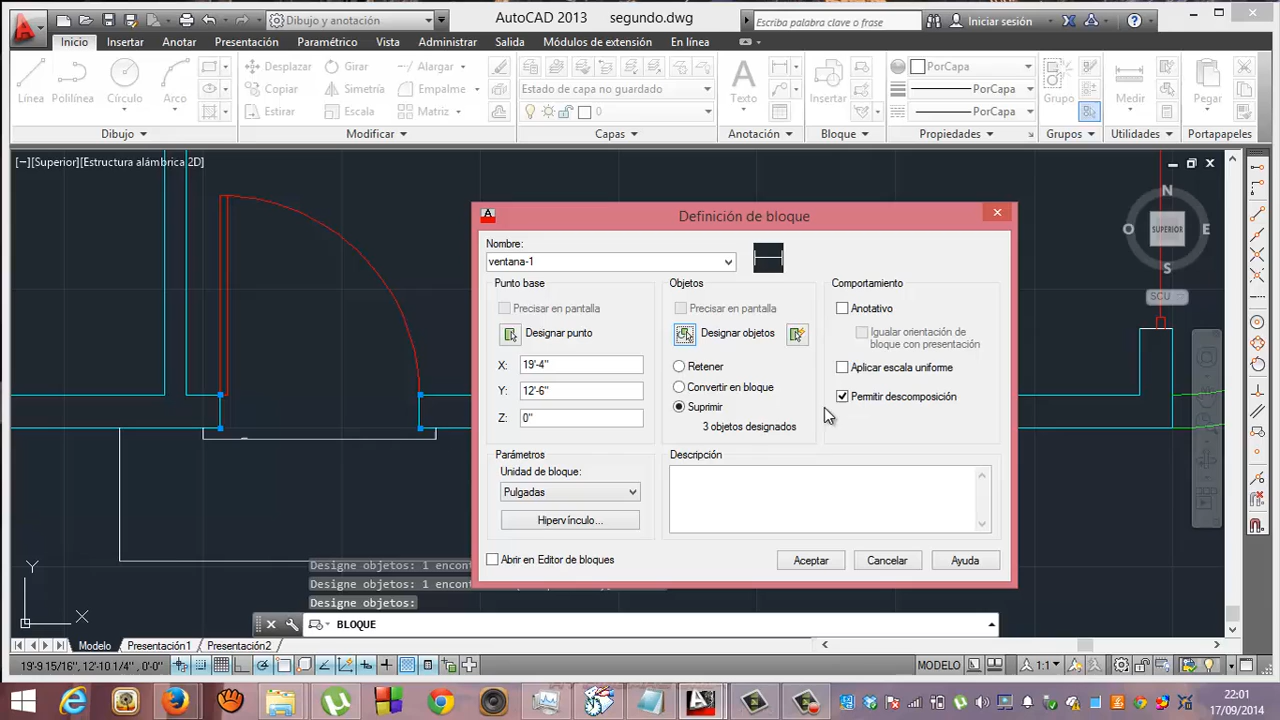 Dibujo y anotación
AutoCAD 2013 segundo.dwg
Escriba palabra clave o frase
Iniciar sesión
Inicio Insertar Anotar Presentación Paramétrico Vista Administrar Salida Módulos de extensión En línea
Línea Polilínea Círculo Arco
Desplazar Girar Alargar
Copiar Simetría Empalme
Estirar Escala Matriz
Estado de capa no guardado
0
Texto
Insertar
PorCapa
PorCapa
PorCapa
Grupo
Medir
Pegar
Dibujo Modificar Capas Anotación Bloque Propiedades Grupos Utilidades Portapapeles
[−][Superior][Estructura alámbrica 2D]
N
O SUPERIOR E
S
SCU
Definición de bloque
Nombre:
ventana-1
Punto base
Precisar en pantalla
Designar punto
X: 19'-4"
Y: 12'-6"
Z: 0"
Objetos
Precisar en pantalla
Designar objetos
Retener
Convertir en bloque
Suprimir
3 objetos designados
Comportamiento
Anotativo
Igualar orientación de
bloque con presentación
Aplicar escala uniforme
Permitir descomposición
Parámetros
Unidad de bloque:
Pulgadas
Hipervínculo...
Descripción
Abrir en Editor de bloques
Aceptar Cancelar Ayuda
Y
X
Designe objetos: 1 encont
Designe objetos: 1 encont
Designe objetos:
BLOQUE
Modelo Presentación1 Presentación2
19'-9 15/16", 12'-10 1/4", 0'-0"
MODELO
1:1
22:01
17/09/2014